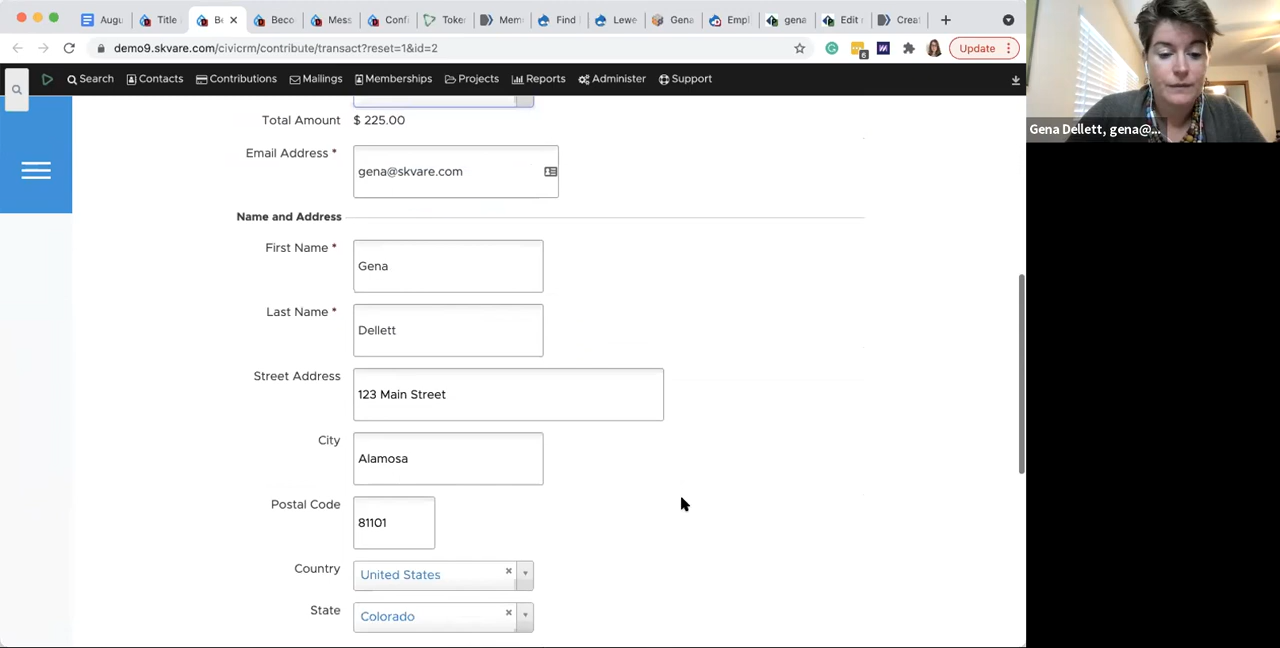 Augu
Title
Be
Beco
Mess
Confi
Toke
Mem
Find
Lewe
Gena
Empl
gena
Edit
Creat
demo9.skvare.com/civicrm/contribute/transact?reset=1&id=2
6
Update
Search
Contacts
Contributions
Mailings
Memberships
Projects
Reports
Administer
Support
Gena Dellett, gena@...
Total Amount $ 225.00
Email Address *
gena@skvare.com
Name and Address
First Name *
Gena
Last Name *
Dellett
Street Address
123 Main Street
City
Alamosa
Postal Code
81101
Country
United States
State
Colorado